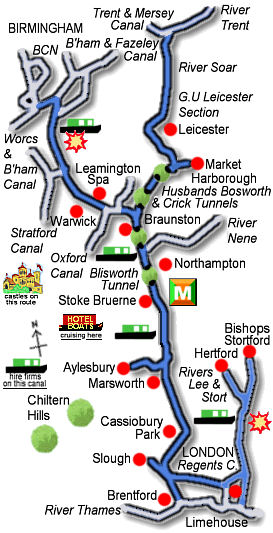 Trent & Mersey
Canal
River
Trent
BIRMINGHAM
BCN
B'ham & Fazeley
Canal
River Soar
G.U Leicester
Section
Leicester
Worcs
&
B'ham
Canal
Leamington
Spa
Market
Harborough
Husbands Bosworth
& Crick Tunnels
Warwick
Braunston
Stratford
Canal
River
Nene
Oxford
Canal
Blisworth
Tunnel
Northampton
castles on
this route
Stoke Bruerne
M
HOTEL
BOATS
cruising here
N
Bishops
Stortford
Hertford
hire firms
on this canal
Aylesbury
Marsworth
Rivers
Lee &
Stort
Chiltern
Hills
Cassiobury
Park
Slough
LONDON
Regents C.
Brentford
River Thames
Limehouse